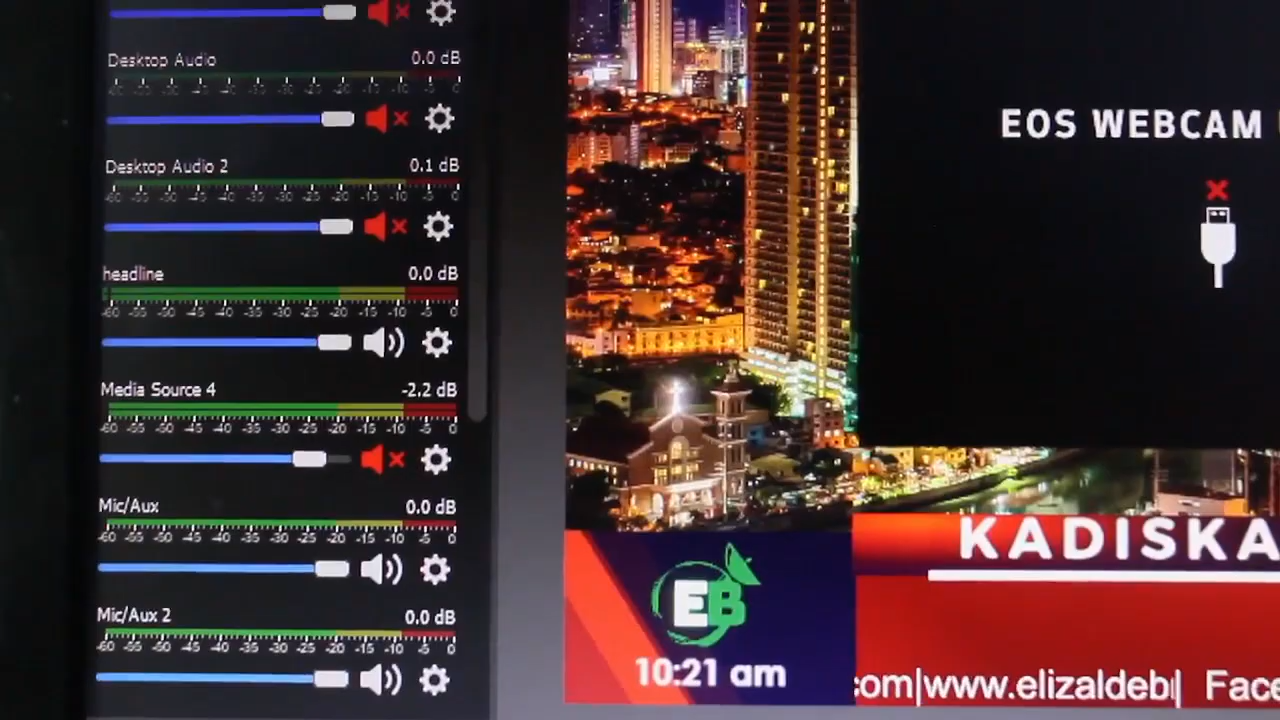 Desktop Audio 0.0 dB
-60 -55 -50 -45 -40 -35 -30 -25 -20 -15 -10 -5 0
Desktop Audio 2 0.1 dB
-60 -55 -50 -45 -40 -35 -30 -25 -20 -15 -10 -5 0
headline 0.0 dB
-60 -55 -50 -45 -40 -35 -30 -25 -20 -15 -10 -5 0
Media Source 4 -2.2 dB
-60 -55 -50 -45 -40 -35 -30 -25 -20 -15 -10 -5 0
Mic/Aux 0.0 dB
-60 -55 -50 -45 -40 -35 -30 -25 -20 -15 -10 -5 0
Mic/Aux 2 0.0 dB
-60 -55 -50 -45 -40 -35 -30 -25 -20 -15 -10 -5 0
EOS WEBCAM
KADISKA
EB
10:21 am
com|www.elizaldeb| Face